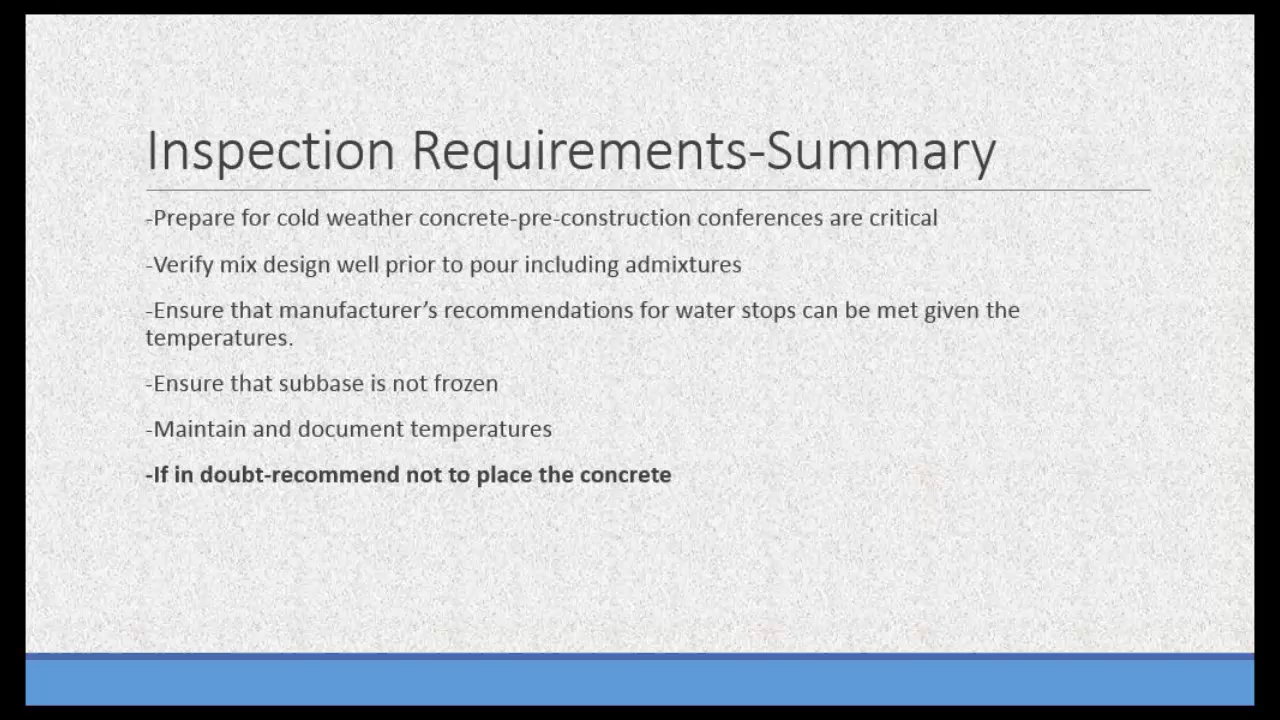 Inspection Requirements-Summary
-Prepare for cold weather concrete-pre-construction conferences are critical
-Verify mix design well prior to pour including admixtures
-Ensure that manufacturer’s recommendations for water stops can be met given the
temperatures.
-Ensure that subbase is not frozen
-Maintain and document temperatures
-If in doubt-recommend not to place the concrete